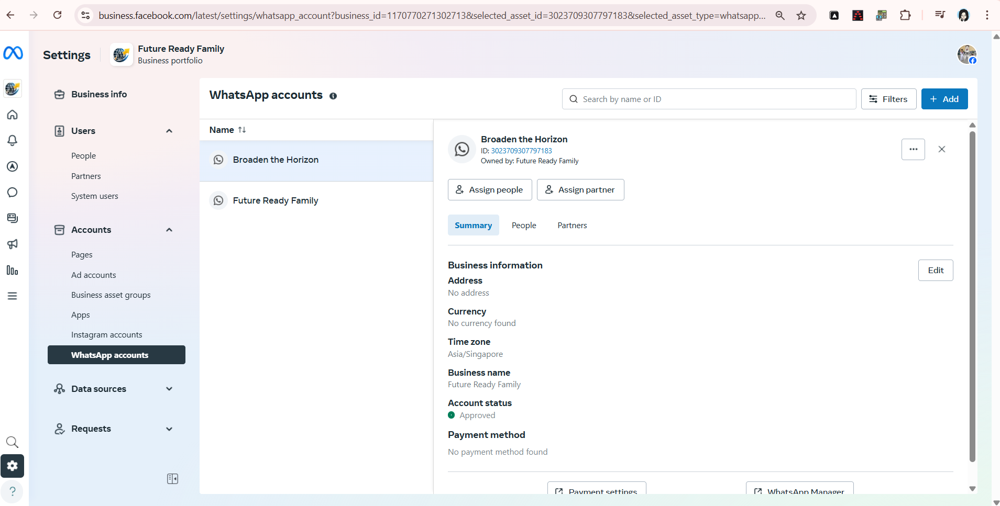 business.facebook.com/latest/settings/whatsapp_account?business_id=1170770271302713&selected_asset_id=3023709307797183&selected_asset_type=whatsapp...
Settings
Future Ready Family
Business portfolio
Business info
Users
People
Partners
System users
Accounts
Pages
Ad accounts
Business asset groups
Apps
Instagram accounts
WhatsApp accounts
Data sources
Requests
?
WhatsApp accounts
Search by name or ID
Filters
+ Add
Name
Broaden the Horizon
Future Ready Family
Broaden the Horizon
ID: 3023709307797183
Owned by: Future Ready Family
Assign people
Assign partner
Summary
People
Partners
Business information
Edit
Address
No address
Currency
No currency found
Time zone
Asia/Singapore
Business name
Future Ready Family
Account status
Approved
Payment method
No payment method found
Payment settings
WhatsApp Manager